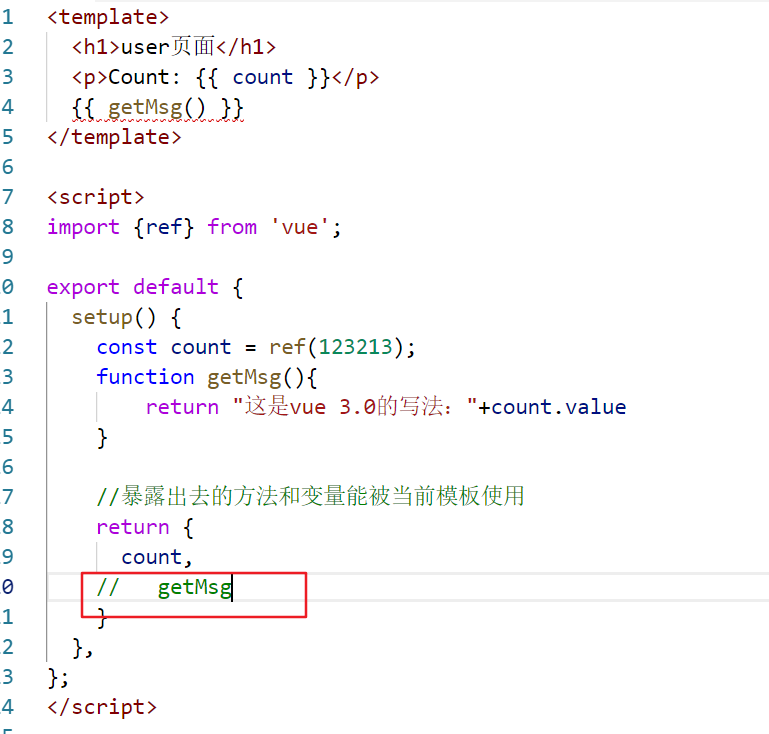 1 <template>
2   <h1>user页面</h1>
3   <p>Count: {{ count }}</p>
4   {{ getMsg() }}
5 </template>
6
7 <script>
8 import {ref} from 'vue';
9
0 export default {
1   setup() {
2     const count = ref(123213);
3     function getMsg(){
4         return "这是vue 3.0的写法："+count.value
5     }
6
7     //暴露出去的方法和变量能被当前模板使用
8     return {
9       count,
0     //   getMsg
1     }
2   },
3 };
4 </script>